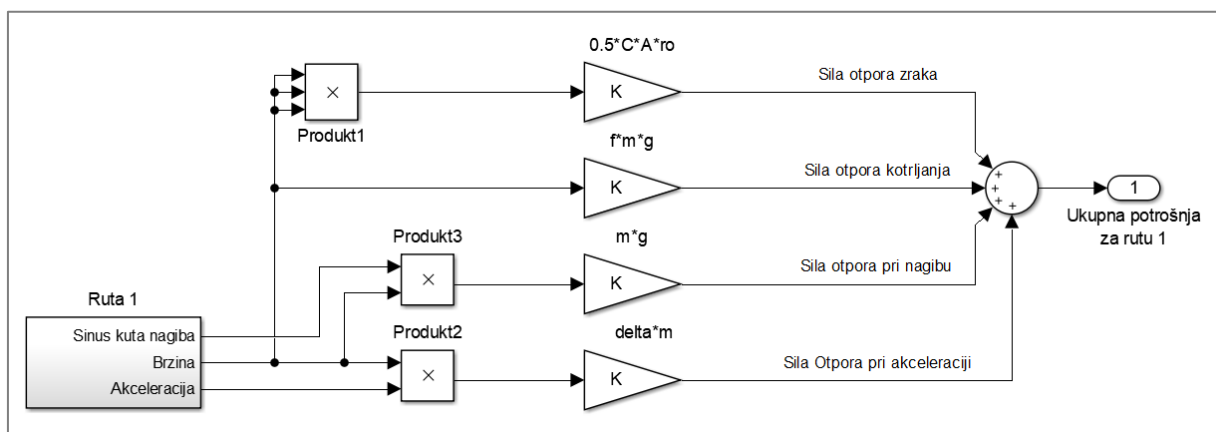 0.5*C*A*ro
Sila otpora zraka
×
K
Produkt1
f*m*g
Sila otpora kotrljanja
K
+
+
+
+
1
Ukupna potrošnja
za rutu 1
Produkt3
m*g
Sila otpora pri nagibu
×
K
Ruta 1
Sinus kuta nagiba
Brzina
Akceleracija
Produkt2
delta*m
Sila Otpora pri akceleraciji
×
K